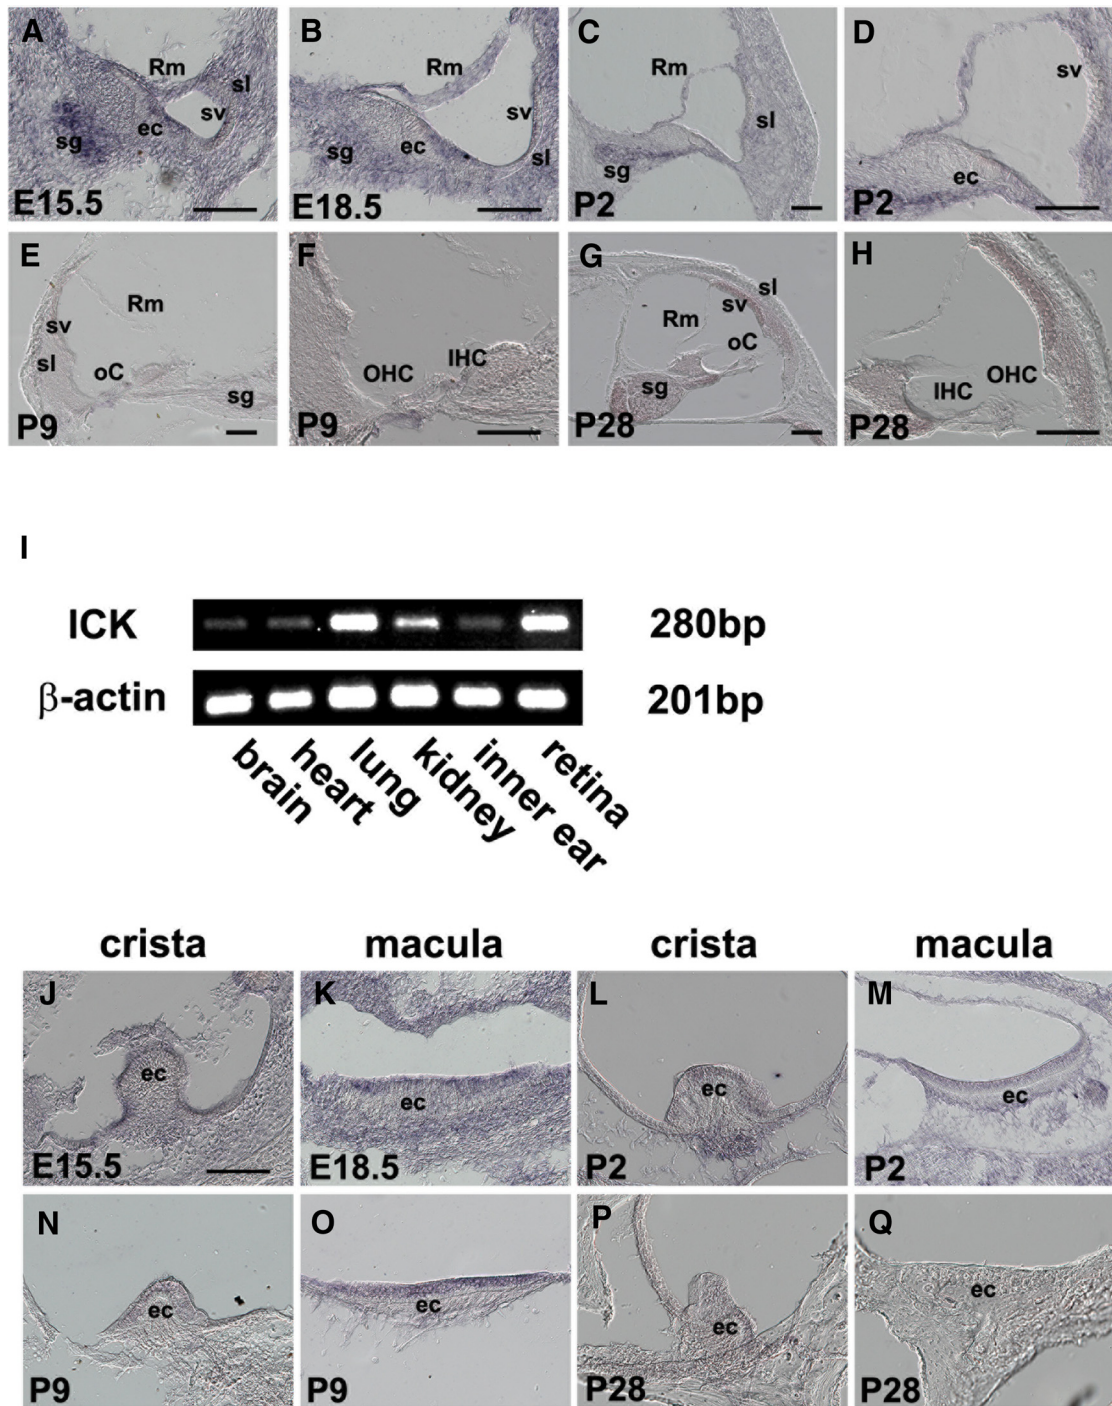 A B C D
Rm Rm Rm
sl sv
sv sl
ec ec
sg sg sv sg sl ec
E15.5 E18.5 P2 P2
E F G H
Rm sv sl
sv Rm oC
sl oC OHC IHC OHC
sg sg IHC
P9 P9 P28 P28
I
ICK 280bp
β-actin 201bp
brain heart lung kidney inner ear retina
crista macula crista macula
J K L M
ec ec ec ec
E15.5 E18.5 P2 P2
N O P Q
ec ec ec ec
P9 P9 P28 P28